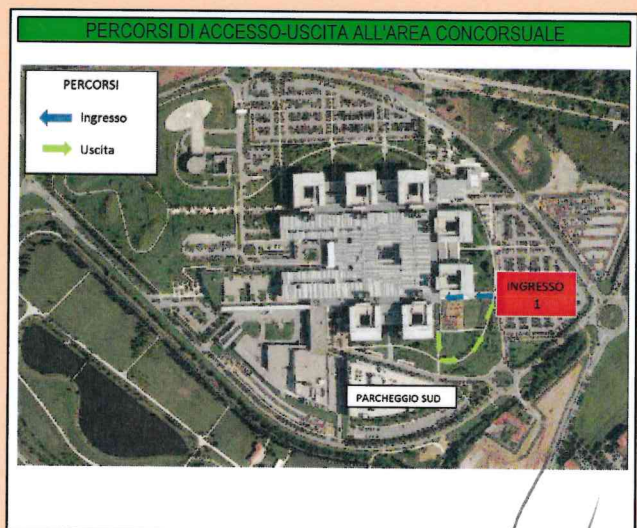 PERCORSI DI ACCESSO-USCITA ALL'AREA CONCORSUALE
PERCORSI
Ingresso
Uscita
INGRESSO
1
PARCHEGGIO SUD